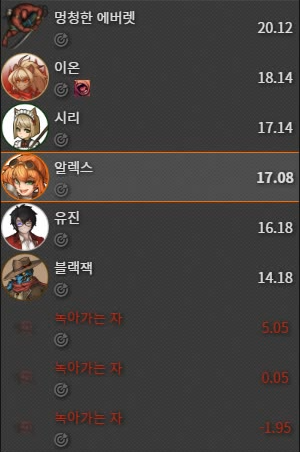 멍청한 에버렛
20.12
이온
18.14
시리
17.14
알렉스
17.08
유진
16.18
블랙잭
14.18
녹아가는 자
5.05
녹아가는 자
0.05
녹아가는 자
-1.95